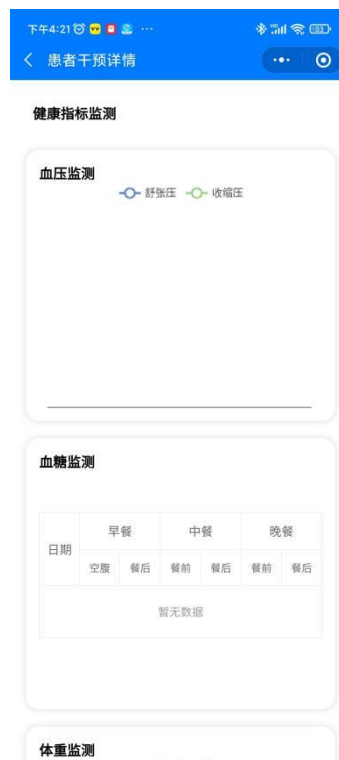 下午4:21
患者干预详情
健康指标监测
血压监测
舒张压 收缩压
血糖监测
日期 早餐 中餐 晚餐
空腹 餐后 餐前 餐后 餐前 餐后
暂无数据
体重监测